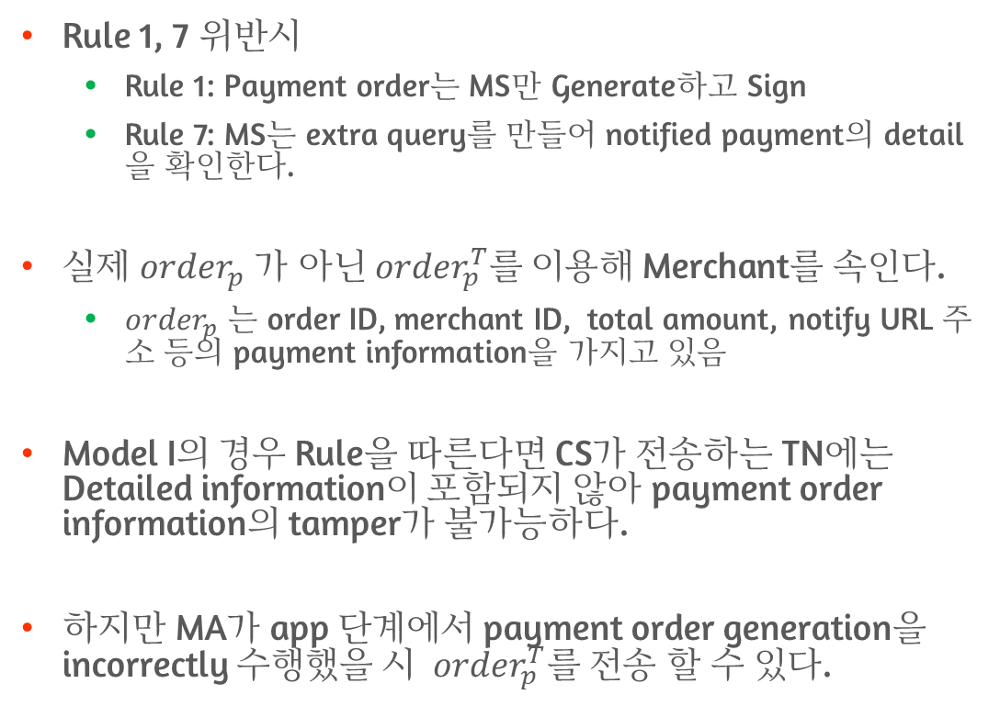 • Rule 1, 7 위반시
• Rule 1: Payment order는 MS만 Generate하고 Sign
• Rule 7: MS는 extra query를 만들어 notified payment의 detail
을 확인한다.
• 실제 order_p 가 아닌 order_p^T를 이용해 Merchant를 속인다.
• order_p 는 order ID, merchant ID, total amount, notify URL 주
소 등의 payment information을 가지고 있음
• Model I의 경우 Rule을 따른다면 CS가 전송하는 TN에는
Detailed information이 포함되지 않아 payment order
information의 tamper가 불가능하다.
• 하지만 MA가 app 단계에서 payment order generation을
incorrectly 수행했을 시 order_p^T를 전송 할 수 있다.